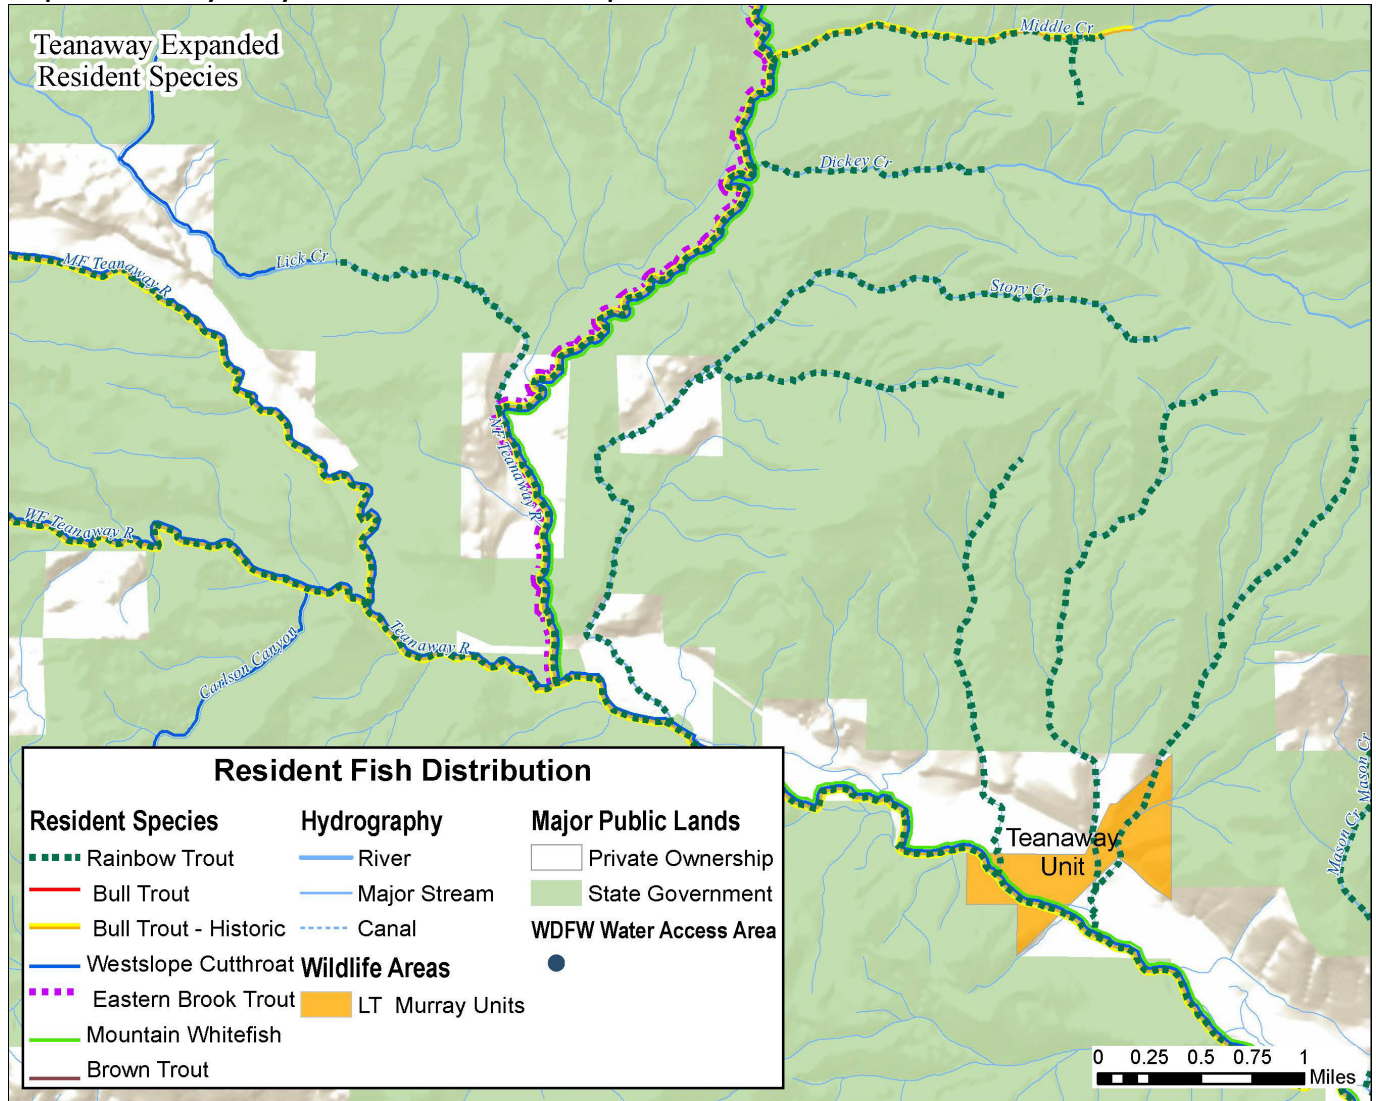 Teanaway Expanded
Resident Species
Middle Cr
Dickey Cr
Lick Cr
MF Teanaway R
Story Cr
NF Teanaway R
WF Teanaway R
Teanaway R
Carlson Canyon
Mason Cr
Mason Cr
Teanaway
Unit
Resident Fish Distribution
Resident Species
Rainbow Trout
Bull Trout
Bull Trout - Historic
Westslope Cutthroat
Eastern Brook Trout
Mountain Whitefish
Brown Trout
Hydrography
River
Major Stream
Canal
Wildlife Areas
LT Murray Units
Major Public Lands
Private Ownership
State Government
WDFW Water Access Area
0 0.25 0.5 0.75 1
Miles